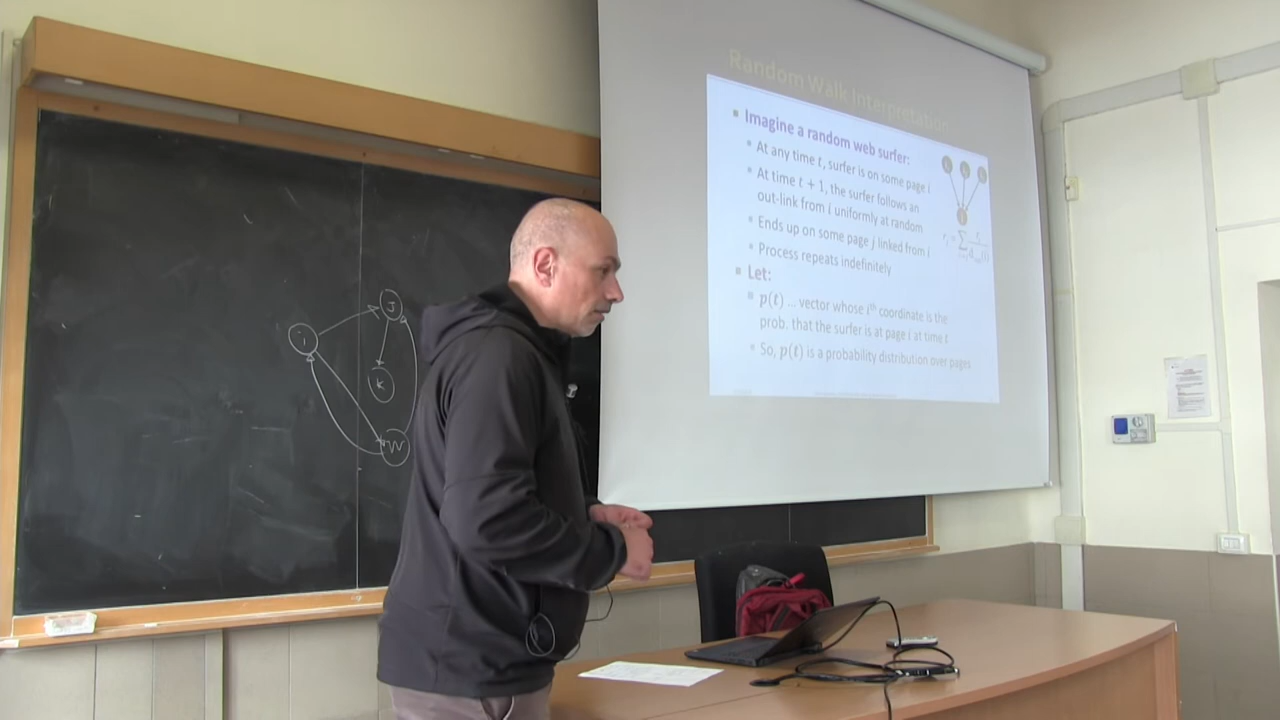 i
J
K
W
Random Walk Interpretation
Imagine a random web surfer:
At any time t, surfer is on some page i
At time t + 1, the surfer follows an
out-link from i uniformly at random
Ends up on some page j linked from i
Process repeats indefinitely
Let:
p(t) ... vector whose iᵗʰ coordinate is the
prob. that the surfer is at page i at time t
So, p(t) is a probability distribution over pages